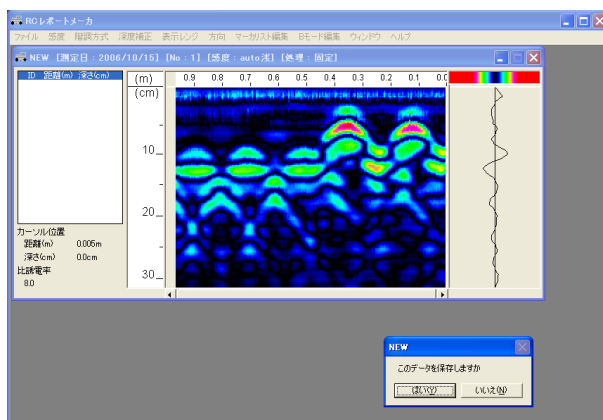 RCレポートメーカ
ファイル 感度 階調方式 深度補正 表示レンジ 方向 マーカリスト編集 Bモード編集 ウィンドウ ヘルプ
NEW [測定日:2006/10/15] [No:1] [感度:auto浅] [処理:固定]
ID 距離(m) 深さ(cm)
(m) 0.9 0.8 0.7 0.6 0.5 0.4 0.3 0.2 0.1 0.0
(cm)
10
20
30
カーソル位置
距離(m) 0.005m
深さ(cm) 0.0cm
比誘電率
8.0
NEW
このデータを保存しますか
はい(Y) いいえ(N)